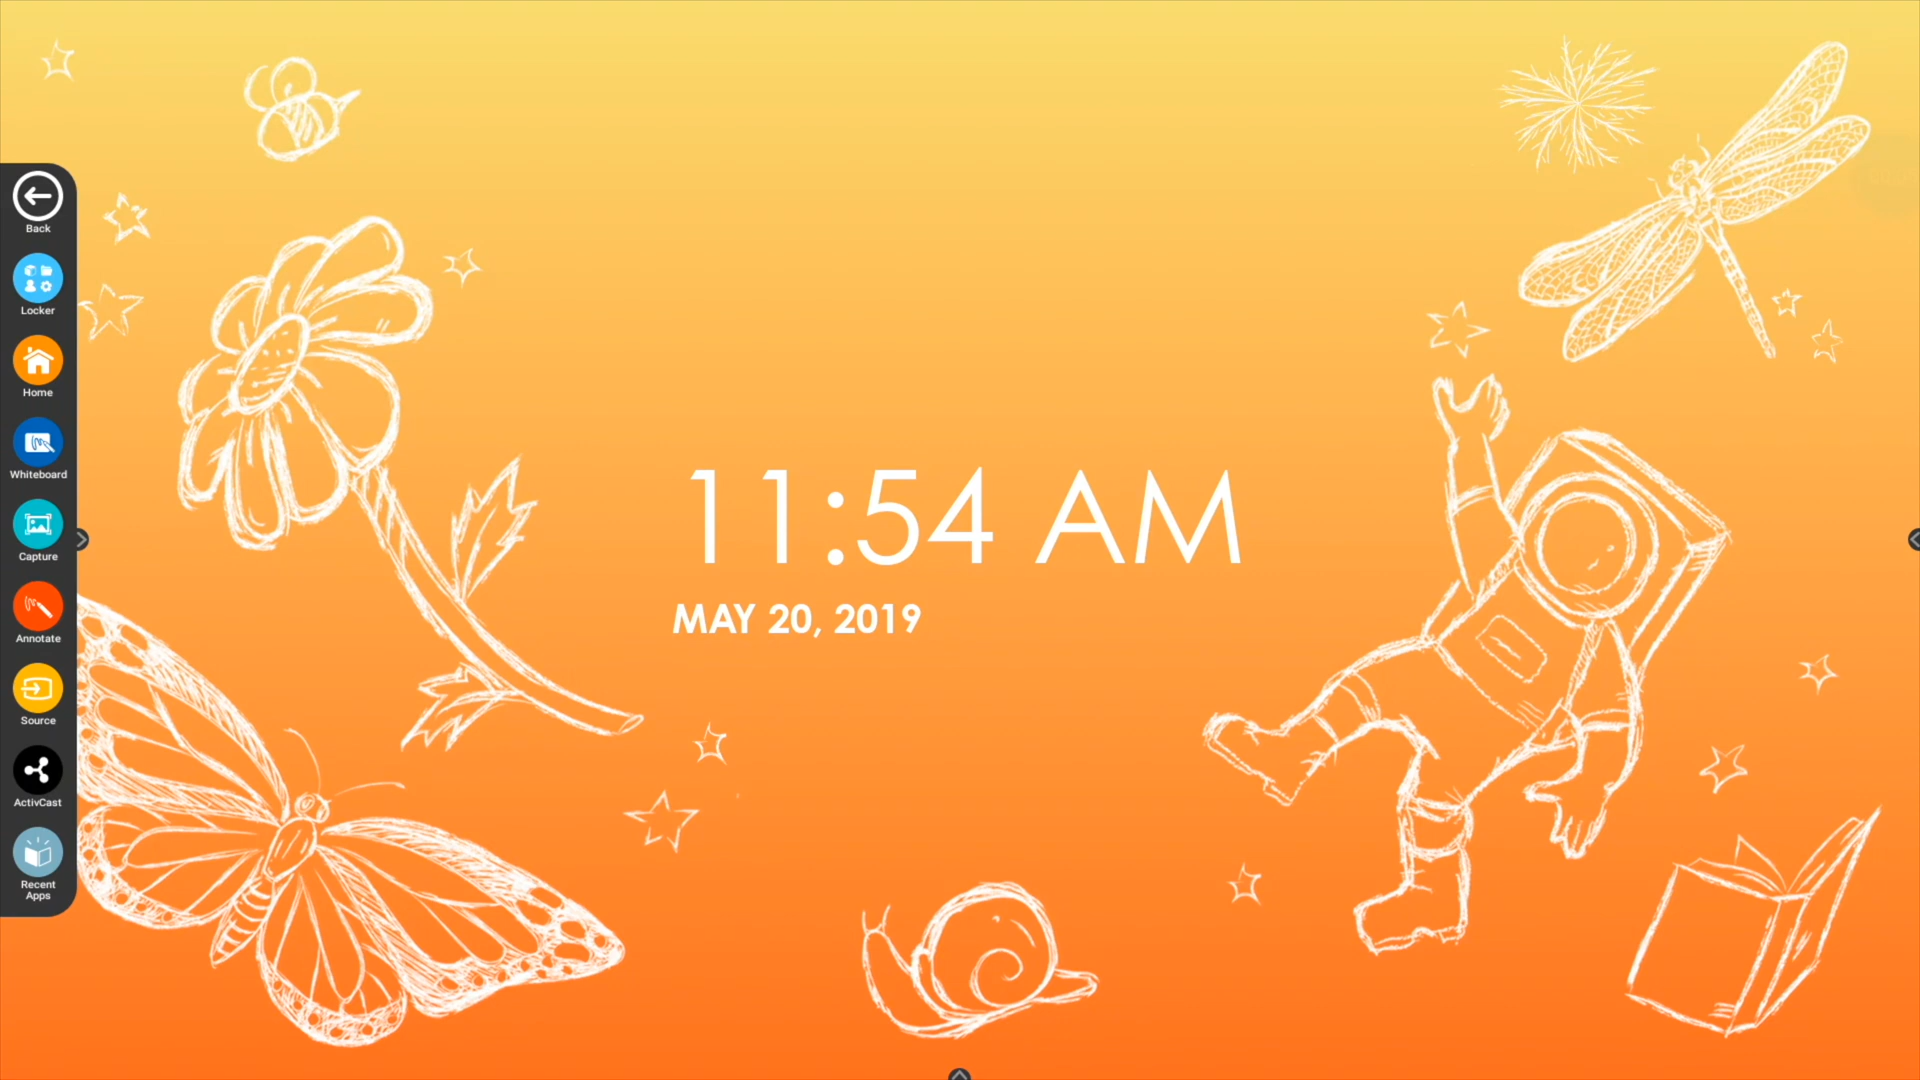 Back
Locker
Home
Whiteboard
Capture
Annotate
Source
ActivCast
Recent
Apps
11:54 AM
MAY 20, 2019